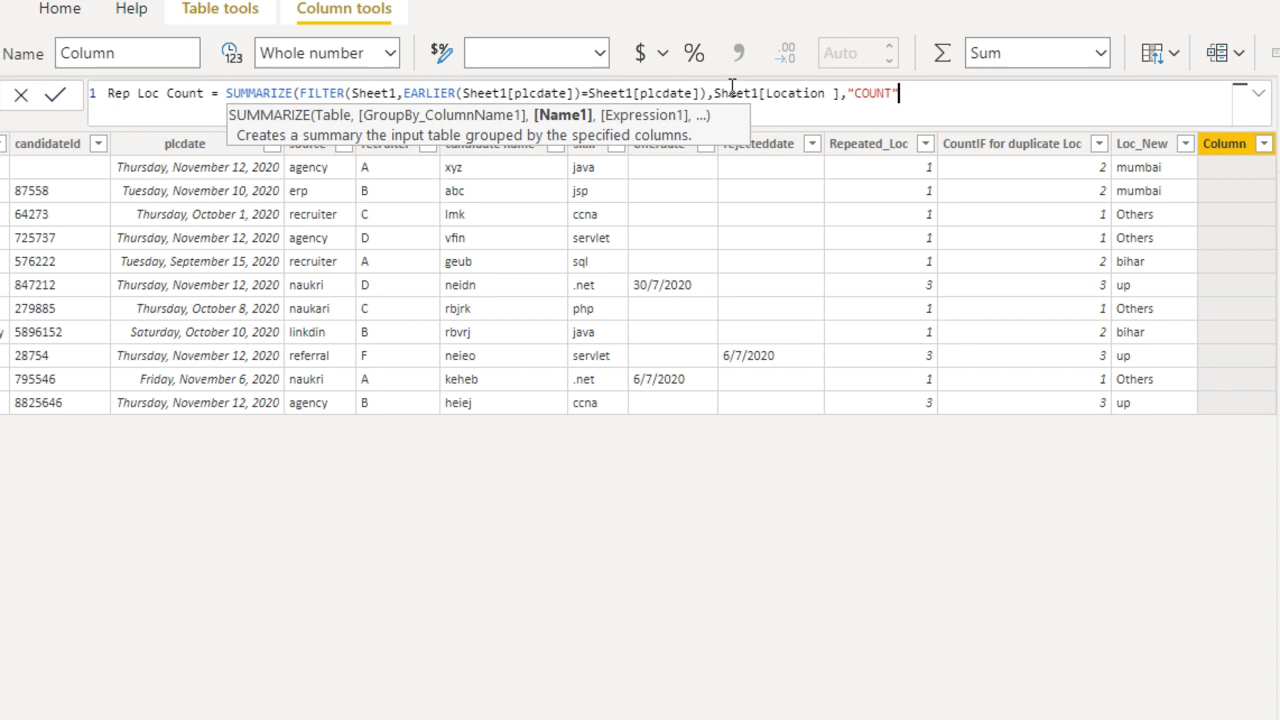 Home Help Table tools Column tools
Name Column Whole number $ % Auto Sum
1 Rep Loc Count = SUMMARIZE(FILTER(Sheet1,EARLIER(Sheet1[plcdate])=Sheet1[plcdate]),Sheet1[Location ],"COUNT"
SUMMARIZE(Table, [GroupBy_ColumnName1], [Name1], [Expression1], ...)
Creates a summary the input table grouped by the specified columns.
candidateId plcdate Repeated_Loc CountIF for duplicate Loc Loc_New Column
Thursday, November 12, 2020 agency A xyz java 1 2 mumbai
87558 Tuesday, November 10, 2020 erp B abc jsp 1 2 mumbai
64273 Thursday, October 1, 2020 recruiter C lmk ccna 1 1 Others
725737 Thursday, November 12, 2020 agency D vfin servlet 1 1 Others
576222 Tuesday, September 15, 2020 recruiter A geub sql 1 2 bihar
847212 Thursday, November 12, 2020 naukri D neidn .net 30/7/2020 3 3 up
279885 Thursday, October 8, 2020 naukari C rbjrk php 1 1 Others
y 5896152 Saturday, October 10, 2020 linkdin B rbvrj java 1 2 bihar
28754 Thursday, November 12, 2020 referral F neieo servlet 6/7/2020 3 3 up
795546 Friday, November 6, 2020 naukri A keheb .net 6/7/2020 1 1 Others
8825646 Thursday, November 12, 2020 agency B heiej ccna 3 3 up